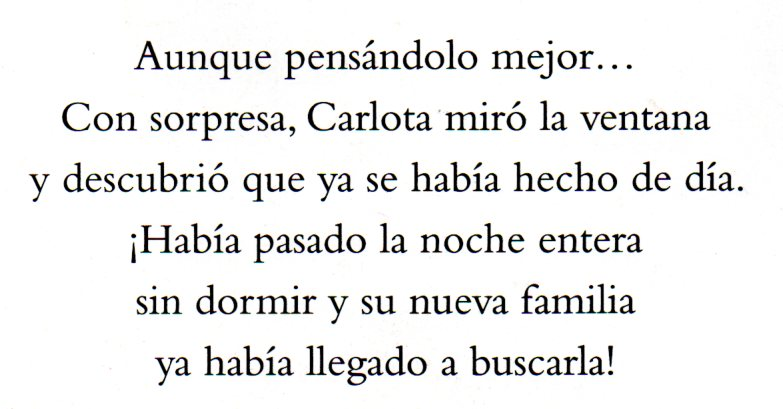 Aunque pensándolo mejor…
Con sorpresa, Carlota miró la ventana
y descubrió que ya se había hecho de día.
¡Había pasado la noche entera
sin dormir y su nueva familia
ya había llegado a buscarla!